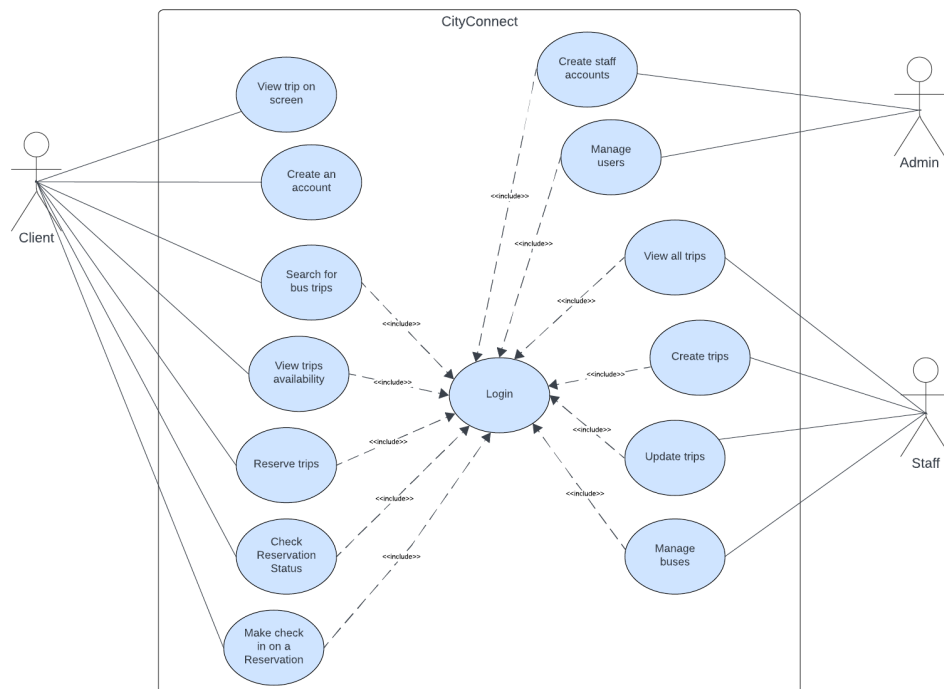 CityConnect
View trip on
screen
Create staff
accounts
Manage
users
Admin
Create an
account
Client
<<include>>
<<include>>
Search for
bus trips
View all trips
<<include>>
<<include>>
View trips
availability
<<include>>
Login
<<include>>
Create trips
Reserve trips
<<include>>
<<include>>
Update trips
Staff
Check
Reservation
Status
<<include>>
<<include>>
Manage
buses
<<include>>
Make check
in on a
Reservation